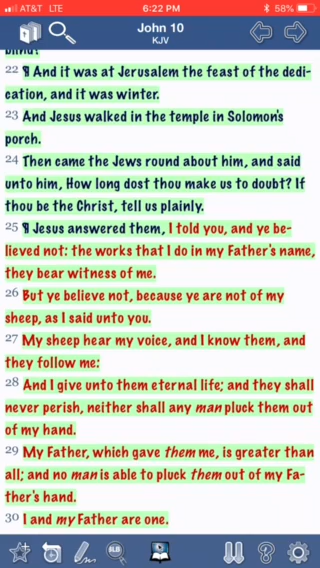 AT&T LTE 6:22 PM 58%
John 10
KJV
blind?
22 ¶ And it was at Jerusalem the feast of the dedi-
cation, and it was winter.
23 And Jesus walked in the temple in Solomon's
porch.
24 Then came the Jews round about him, and said
unto him, How long dost thou make us to doubt? If
thou be the Christ, tell us plainly.
25 ¶ Jesus answered them, I told you, and ye be-
lieved not: the works that I do in my Father's name,
they bear witness of me.
26 But ye believe not, because ye are not of my
sheep, as I said unto you.
27 My sheep hear my voice, and I know them, and
they follow me:
28 And I give unto them eternal life; and they shall
never perish, neither shall any man pluck them out
of my hand.
29 My Father, which gave them me, is greater than
all; and no man is able to pluck them out of my Fa-
ther's hand.
30 I and my Father are one.
BLB